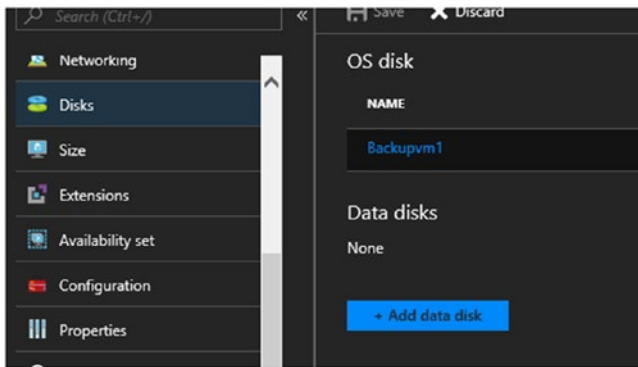 Search (Ctrl+/)
«
Save
Discard
Networking
Disks
Size
Extensions
Availability set
Configuration
Properties
OS disk
NAME
Backupvm1
Data disks
None
+ Add data disk